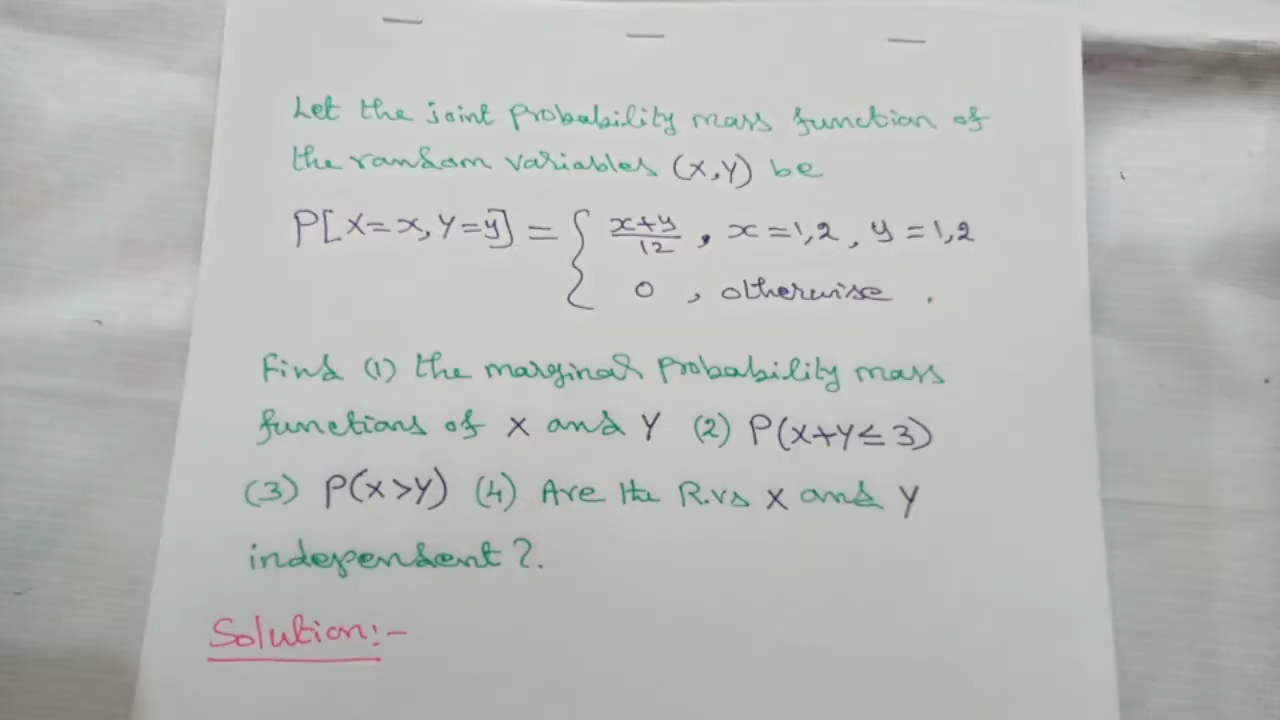 Let the joint probability mass function of
the random variables (X,Y) be
P[X=x, Y=y] = { x+y/12 , x=1,2, y=1,2
0 , otherwise .
Find (1) the marginal probability mass
functions of X and Y (2) P(X+Y≤3)
(3) P(X>Y) (4) Are the R.vs X and Y
independent?.
Solution:-